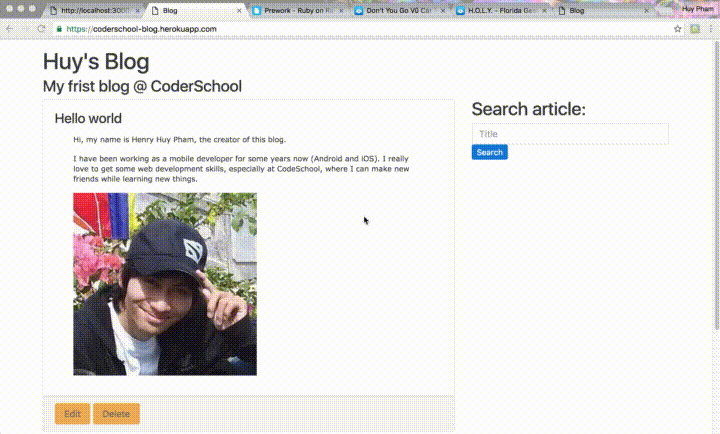 http://localhost:300
Blog
Prework - Ruby on R
Don't You Go Vũ Cá
H.O.L.Y. - Florida Ge
Blog
Huy Pham
https://coderschool-blog.herokuapp.com
Huy's Blog
My frist blog @ CoderSchool
Hello world
Hi, my name is Henry Huy Pham, the creator of this blog.
I have been working as a mobile developer for some years now (Android and iOS). I really
love to get some web development skills, especially at CodeSchool, where I can make new
friends while learning new things.
Edit
Delete
Search article:
Title
Search